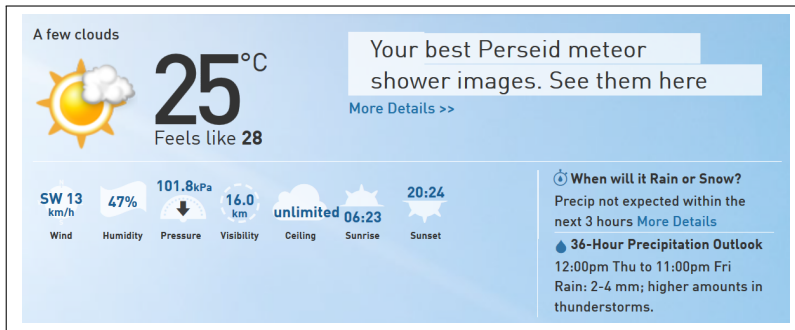 A few clouds
25°C
Feels like 28
Your best Perseid meteor
shower images. See them here
More Details >>
SW 13
km/h
Wind
47%
Humidity
101.8kPa
Pressure
16.0
km
Visibility
unlimited
Ceiling
06:23
Sunrise
20:24
Sunset
When will it Rain or Snow?
Precip not expected within the
next 3 hours More Details
36-Hour Precipitation Outlook
12:00pm Thu to 11:00pm Fri
Rain: 2-4 mm; higher amounts in
thunderstorms.